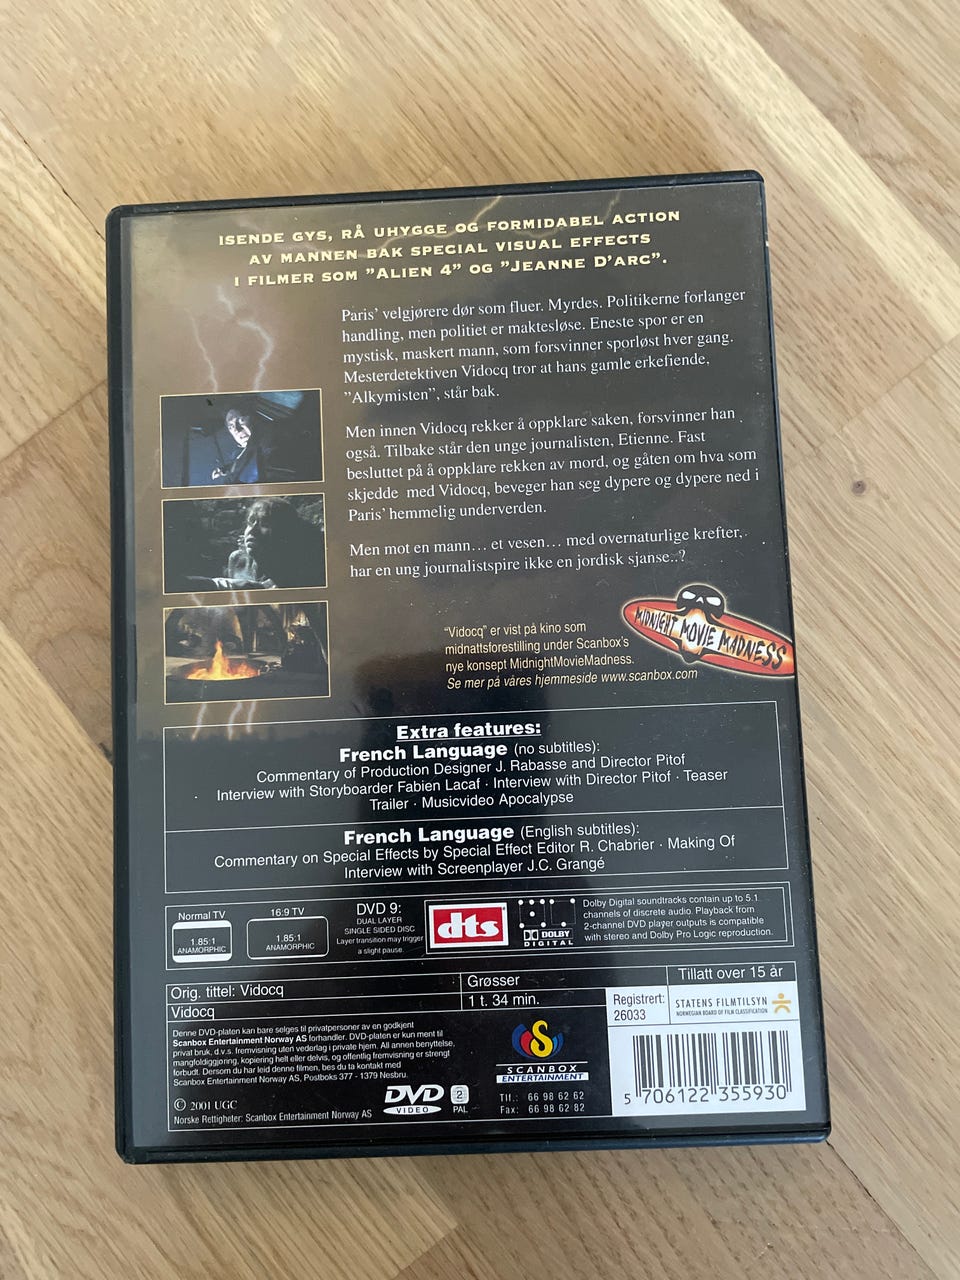 ISENDE GYS, RÅ UHYGGE OG FORMIDABEL ACTION
AV MANNEN BAK SPECIAL VISUAL EFFECTS
I FILMER SOM "ALIEN 4" OG "JEANNE D'ARC".
Paris' velgjørere dør som fluer. Myrdes. Politikerne forlanger
handling, men politiet er maktesløse. Eneste spor er en
mystisk, maskert mann, som forsvinner sporløst hver gang.
Mesterdetektiven Vidocq tror at hans gamle erkefiende,
"Alkymisten", står bak.
Men innen Vidocq rekker å oppklare saken, forsvinner han
også. Tilbake står den unge journalisten, Etienne. Fast
besluttet på å oppklare rekken av mord, og gåten om hva som
skjedde med Vidocq, beveger han seg dypere og dypere ned i
Paris' hemmelig underverden.
Men mot en mann... et vesen... med overnaturlige krefter,
har en ung journalistspire ikke en jordisk sjanse..?
MIDNIGHT MOVIE MADNESS
"Vidocq" er vist på kino som
midnattsforestilling under Scanbox's
nye konsept MidnightMovieMadness.
Se mer på våres hjemmeside www.scanbox.com
Extra features:
French Language (no subtitles):
Commentary of Production Designer J. Rabasse and Director Pitof
Interview with Storyboarder Fabien Lacaf · Interview with Director Pitof · Teaser
Trailer · Musicvideo Apocalypse
French Language (English subtitles):
Commentary on Special Effects by Special Effect Editor R. Chabrier · Making Of
Interview with Screenplayer J.C. Grangé
Normal TV
1.85:1
ANAMORPHIC
16:9 TV
1.85:1
ANAMORPHIC
DVD 9:
DUAL LAYER
SINGLE SIDED DISC
Layer transition may trigger
a slight pause.
dts
DOLBY
DIGITAL
Dolby Digital soundtracks contain up to 5.1
channels of discrete audio. Playback from
2-channel DVD player outputs is compatible
with stereo and Dolby Pro Logic reproduction.
Orig. tittel: Vidocq
Grøsser
Tillatt over 15 år
Vidocq
1 t. 34 min.
Registrert:
26033
STATENS FILMTILSYN
NORWEGIAN BOARD OF FILM CLASSIFICATION
Denne DVD-platen kan bare selges til privatpersoner av en godkjent
Scanbox Entertainment Norway AS forhandler. DVD-platen er kun ment til
privat bruk, d.v.s. fremvisning uten vederlag i private hjem. All annen benyttelse,
mangfoldiggjøring, kopiering helt eller delvis, og offentlig fremvisning er strengt
forbudt. Dersom du har leid denne filmen, bes du ta kontakt med
Scanbox Entertainment Norway AS, Postboks 377 - 1379 Nesbru.
© 2001 UGC
Norske Rettigheter: Scanbox Entertainment Norway AS
DVD
VIDEO
2
PAL
S
SCANBOX
ENTERTAINMENT
Tlf.: 66 98 62 62
Fax: 66 98 62 82
5 706122 355930